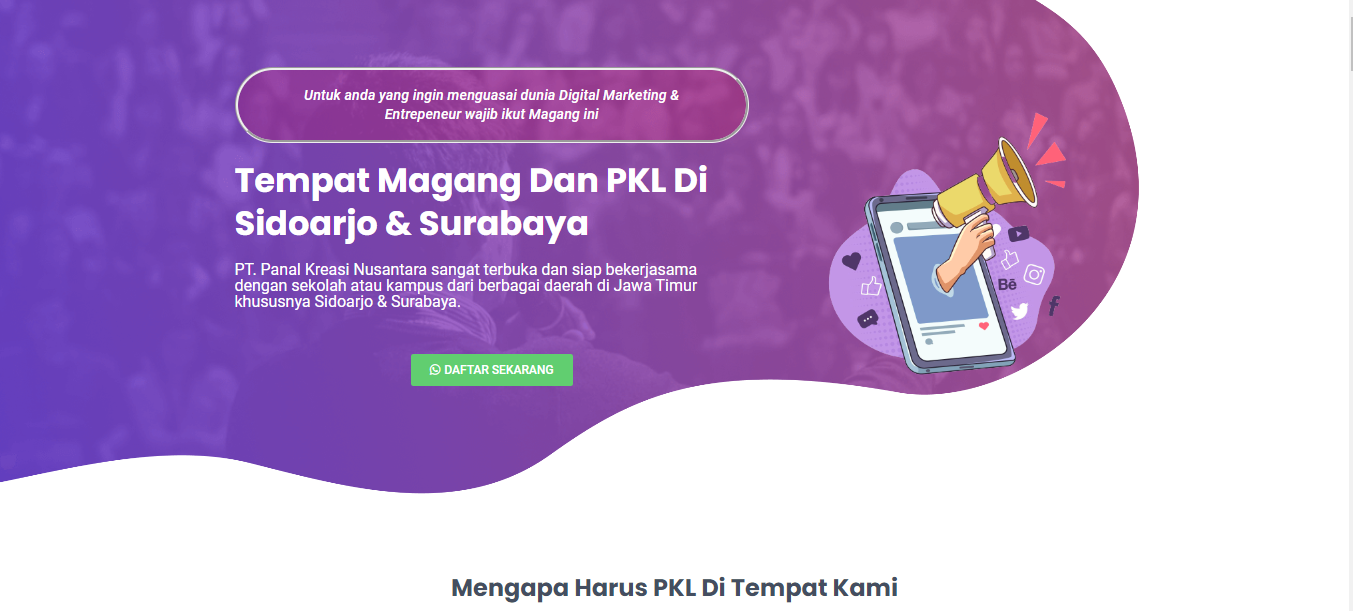 Untuk anda yang ingin menguasai dunia Digital Marketing &
Entrepeneur wajib ikut Magang ini
Tempat Magang Dan PKL Di
Sidoarjo & Surabaya
PT. Panal Kreasi Nusantara sangat terbuka dan siap bekerjasama
dengan sekolah atau kampus dari berbagai daerah di Jawa Timur
khususnya Sidoarjo & Surabaya.
Bē
DAFTAR SEKARANG
Mengapa Harus PKL Di Tempat Kami